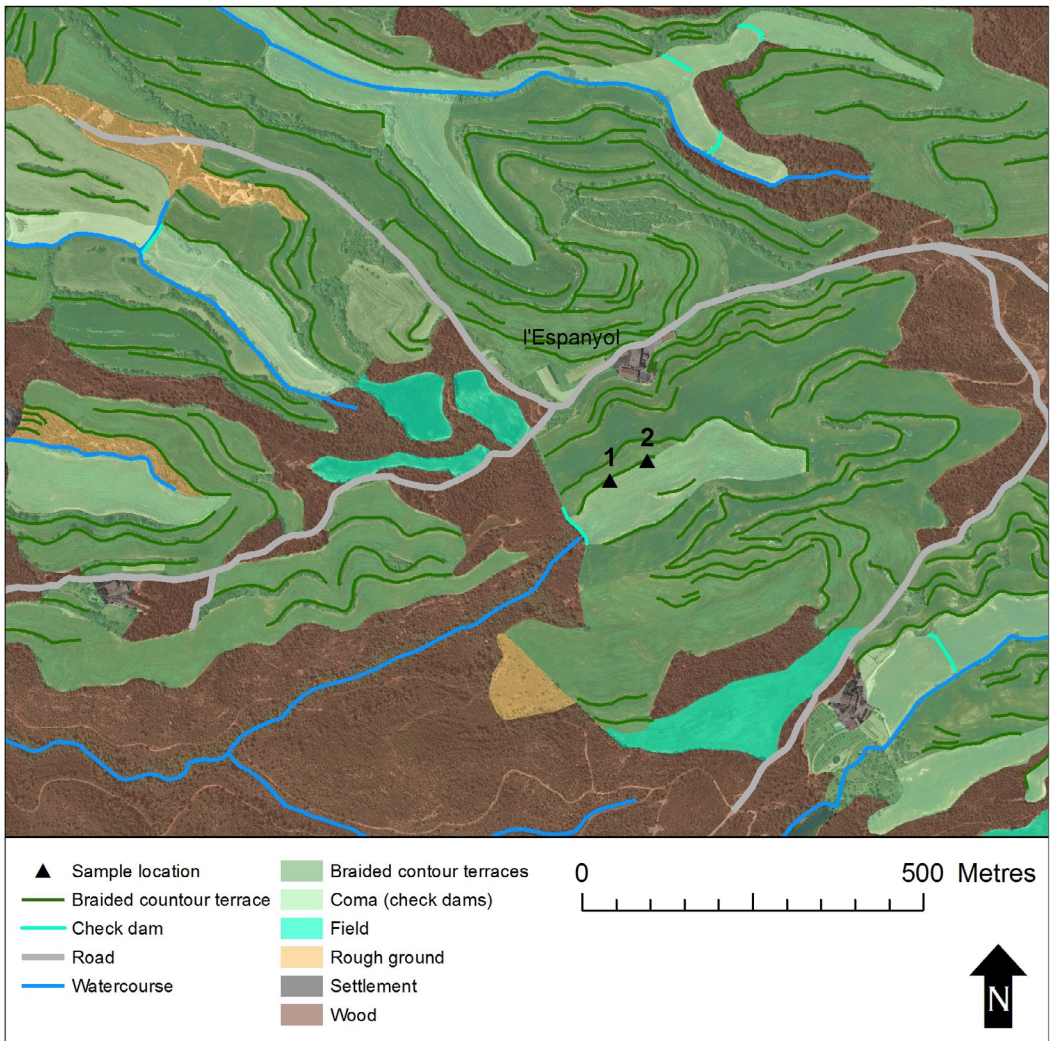 l'Espanyol
2
1
Sample location
Braided countour terrace
Check dam
Road
Watercourse
Braided contour terraces
Coma (check dams)
Field
Rough ground
Settlement
Wood
0 500 Metres
N